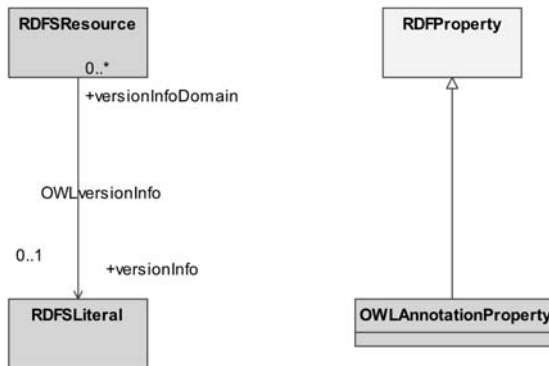 RDFSResource
RDFProperty
0..*
+versionInfoDomain
OWLversionInfo
0..1
+versionInfo
RDFSLiteral
OWLAnnotationProperty